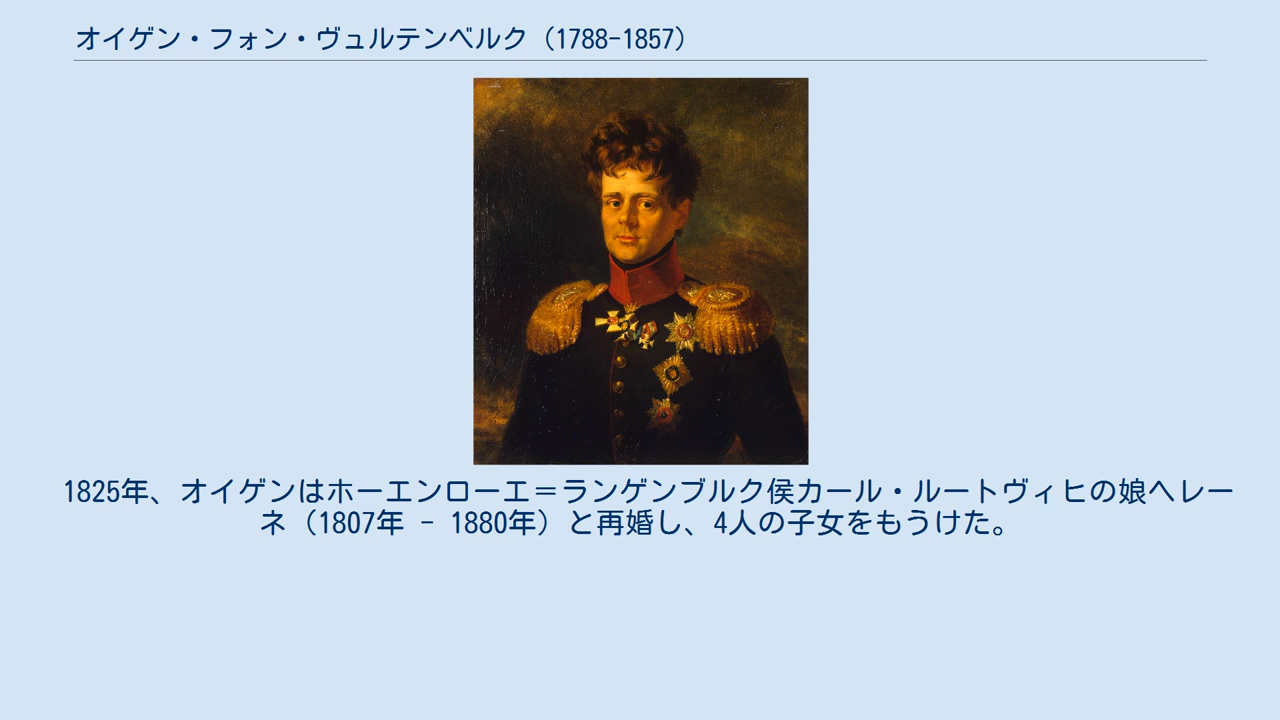 オイゲン・フォン・ヴュルテンベルク（1788-1857）
1825年、オイゲンはホーエンローエ＝ランゲンブルク侯カール・ルートヴィヒの娘ヘレー
ネ（1807年 - 1880年）と再婚し、4人の子女をもうけた。